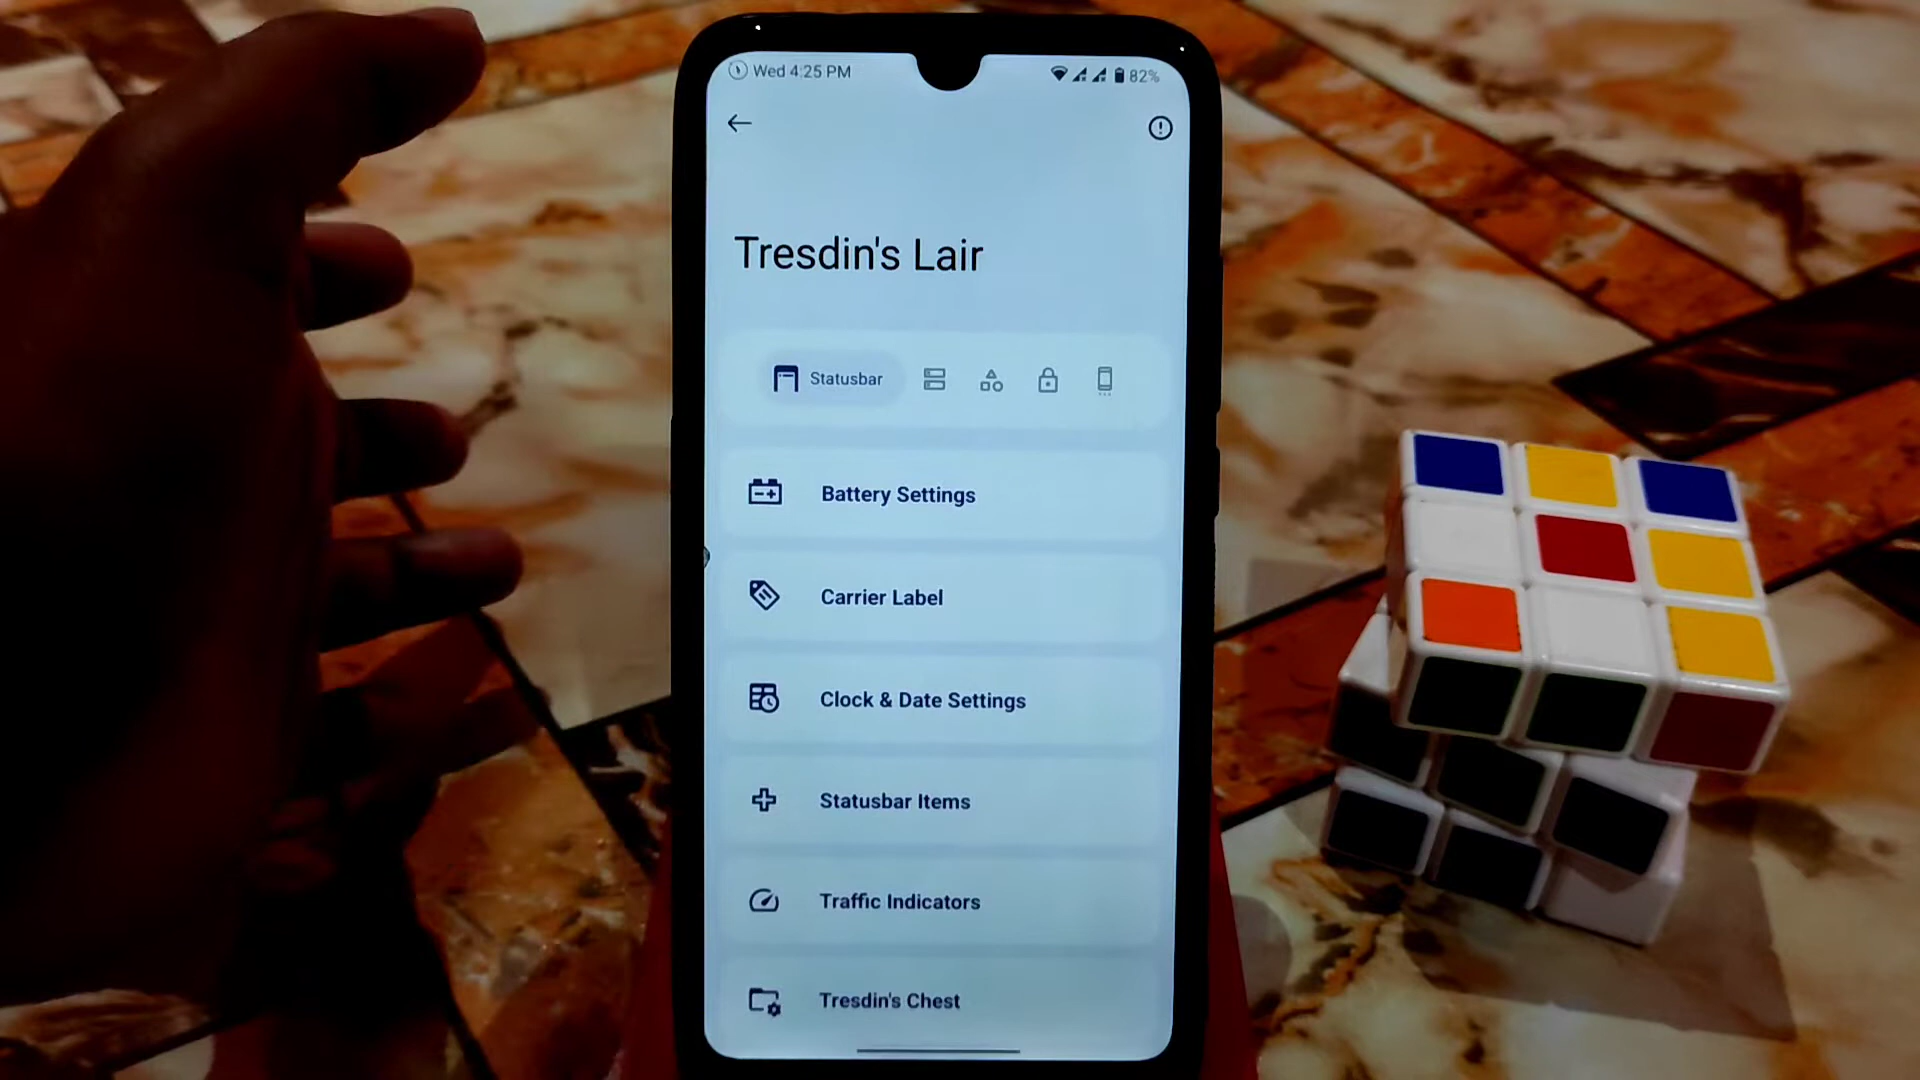 Wed 4:25 PM
82%
Tresdin's Lair
Statusbar
Battery Settings
Carrier Label
Clock & Date Settings
Statusbar Items
Traffic Indicators
Tresdin's Chest